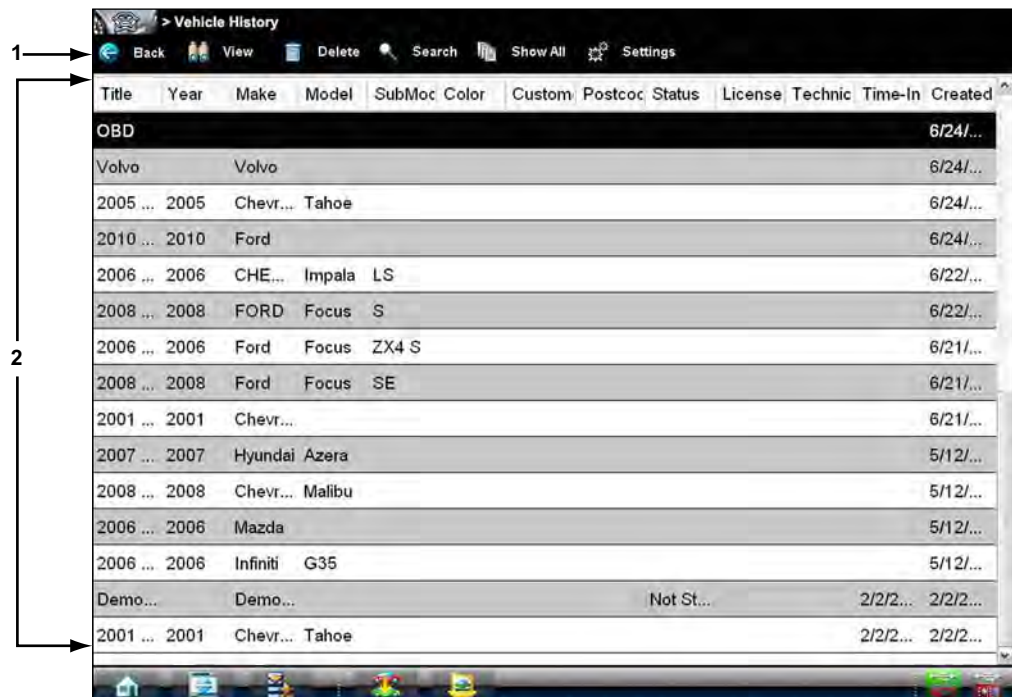 > Vehicle History
1 Back View Delete Search Show All Settings
Title Year Make Model SubMoc Color Custom Postcoc Status License Technic Time-In Created
OBD 6/24/...
Volvo Volvo 6/24/...
2005 ... 2005 Chevr... Tahoe 6/24/...
2010 ... 2010 Ford 6/24/...
2006 ... 2006 CHE... Impala LS 6/22/...
2008 ... 2008 FORD Focus S 6/22/...
2 2006 ... 2006 Ford Focus ZX4 S 6/21/...
2008 ... 2008 Ford Focus SE 6/21/...
2001 ... 2001 Chevr... 6/21/...
2007 ... 2007 Hyundai Azera 5/12/...
2008 ... 2008 Chevr... Malibu 5/12/...
2006 ... 2006 Mazda 5/12/...
2006 ... 2006 Infiniti G35 5/12/...
Demo... Demo... Not St... 2/2/2... 2/2/2...
2001 ... 2001 Chevr... Tahoe 2/2/2... 2/2/2...